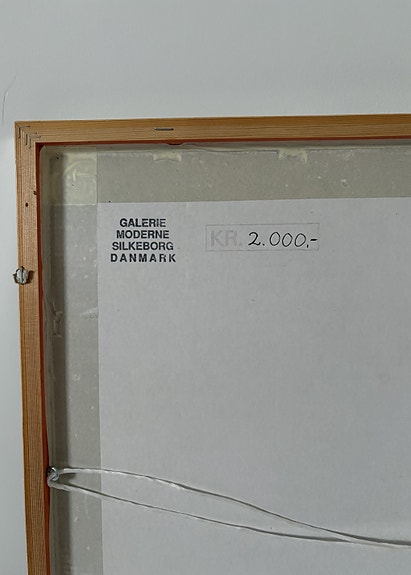 GALERIE
MODERNE
SILKEBORG
DANMARK
KR. 2.000,-